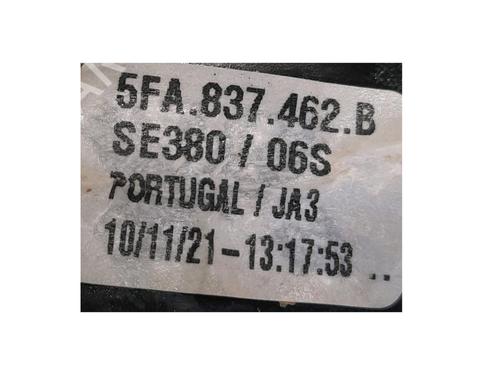 5FA.837.462.B
SE380 / 06S
PORTUGAL / JA3
10/11/21-13:17:53